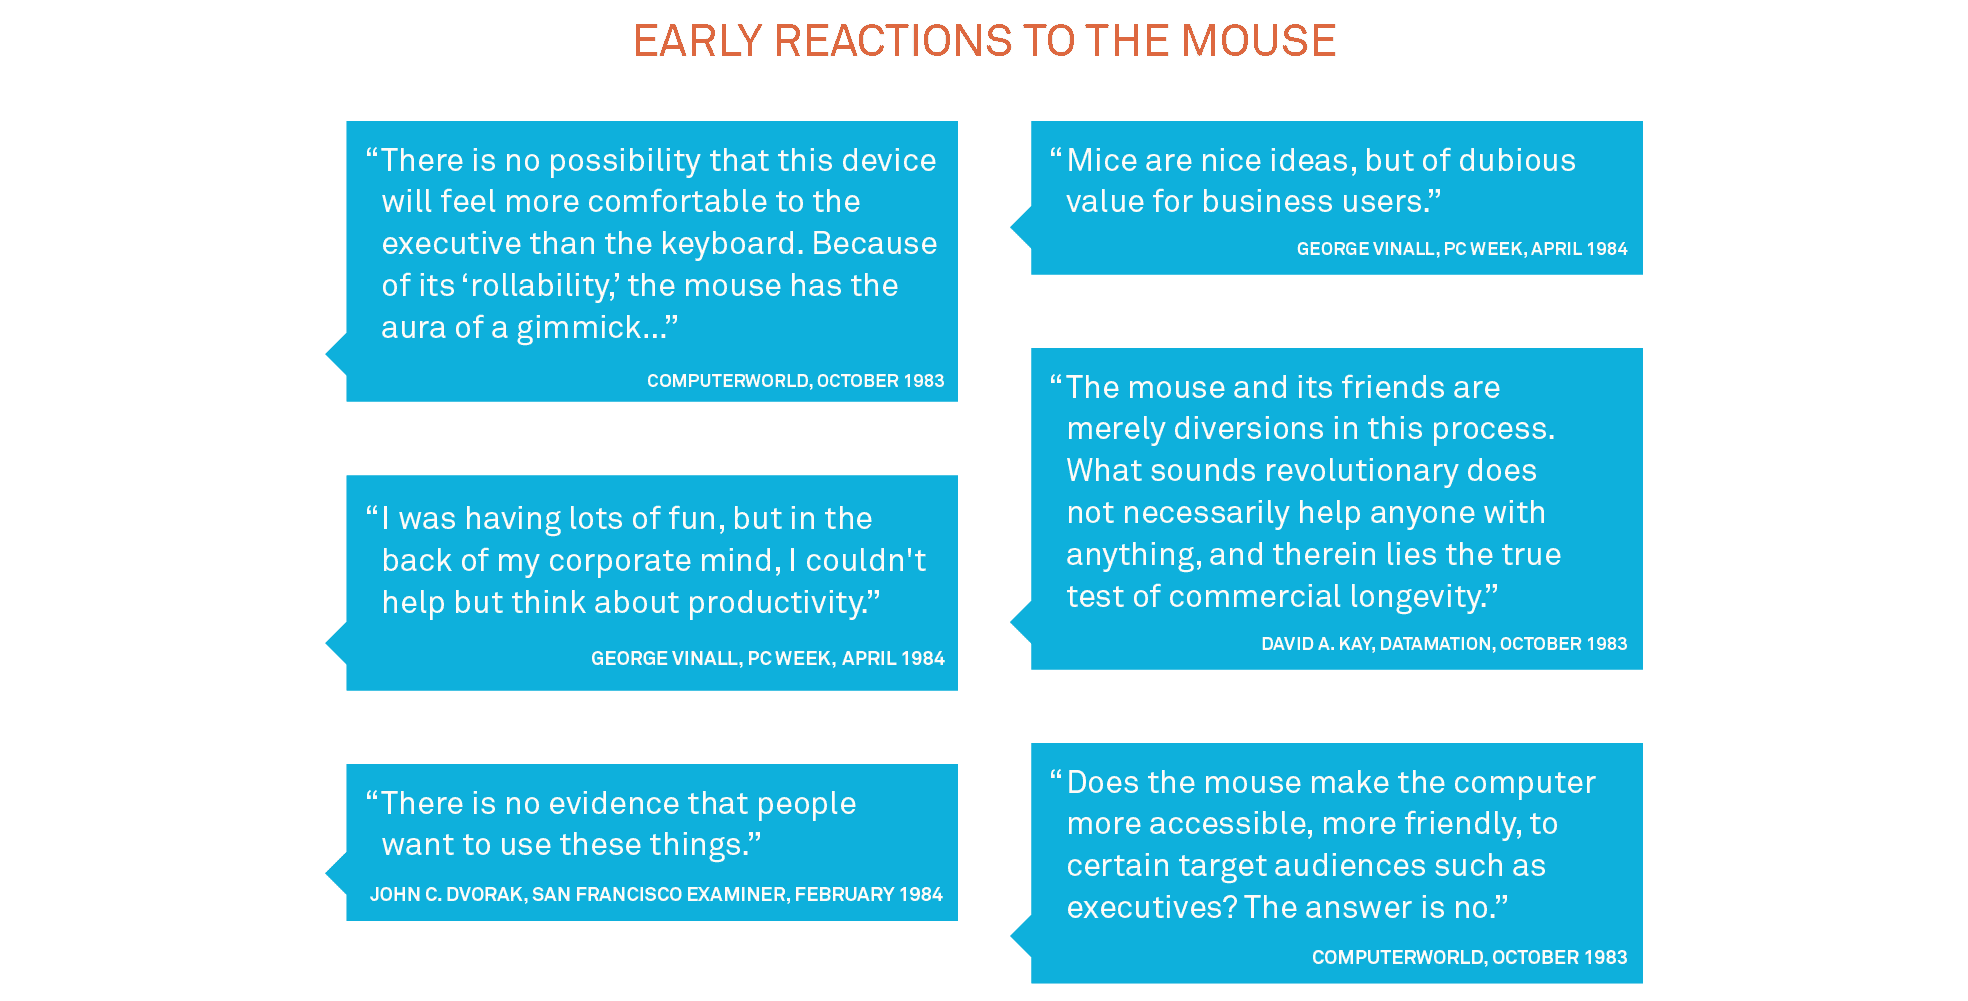 EARLY REACTIONS TO THE MOUSE
“There is no possibility that this device
will feel more comfortable to the
executive than the keyboard. Because
of its ‘rollability,’ the mouse has the
aura of a gimmick...”
COMPUTERWORLD, OCTOBER 1983
“I was having lots of fun, but in the
back of my corporate mind, I couldn't
help but think about productivity.”
GEORGE VINALL, PC WEEK, APRIL 1984
“There is no evidence that people
want to use these things.”
JOHN C. DVORAK, SAN FRANCISCO EXAMINER, FEBRUARY 1984
“Mice are nice ideas, but of dubious
value for business users.”
GEORGE VINALL, PC WEEK, APRIL 1984
“The mouse and its friends are
merely diversions in this process.
What sounds revolutionary does
not necessarily help anyone with
anything, and therein lies the true
test of commercial longevity.”
DAVID A. KAY, DATAMATION, OCTOBER 1983
“Does the mouse make the computer
more accessible, more friendly, to
certain target audiences such as
executives? The answer is no.”
COMPUTERWORLD, OCTOBER 1983